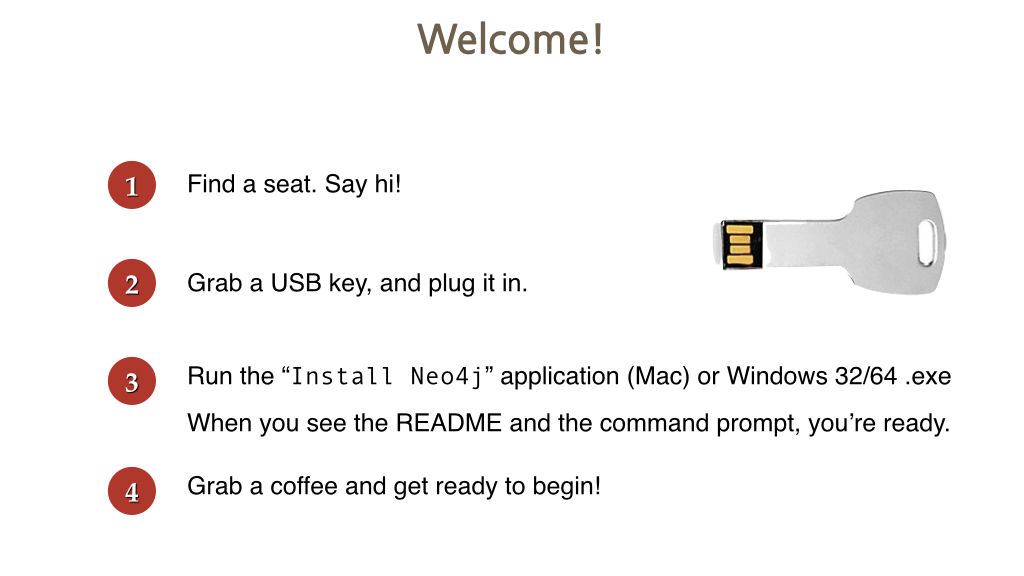 Welcome!
1 Find a seat. Say hi!
2 Grab a USB key, and plug it in.
3 Run the “Install Neo4j” application (Mac) or Windows 32/64 .exe
When you see the README and the command prompt, you’re ready.
4 Grab a coffee and get ready to begin!